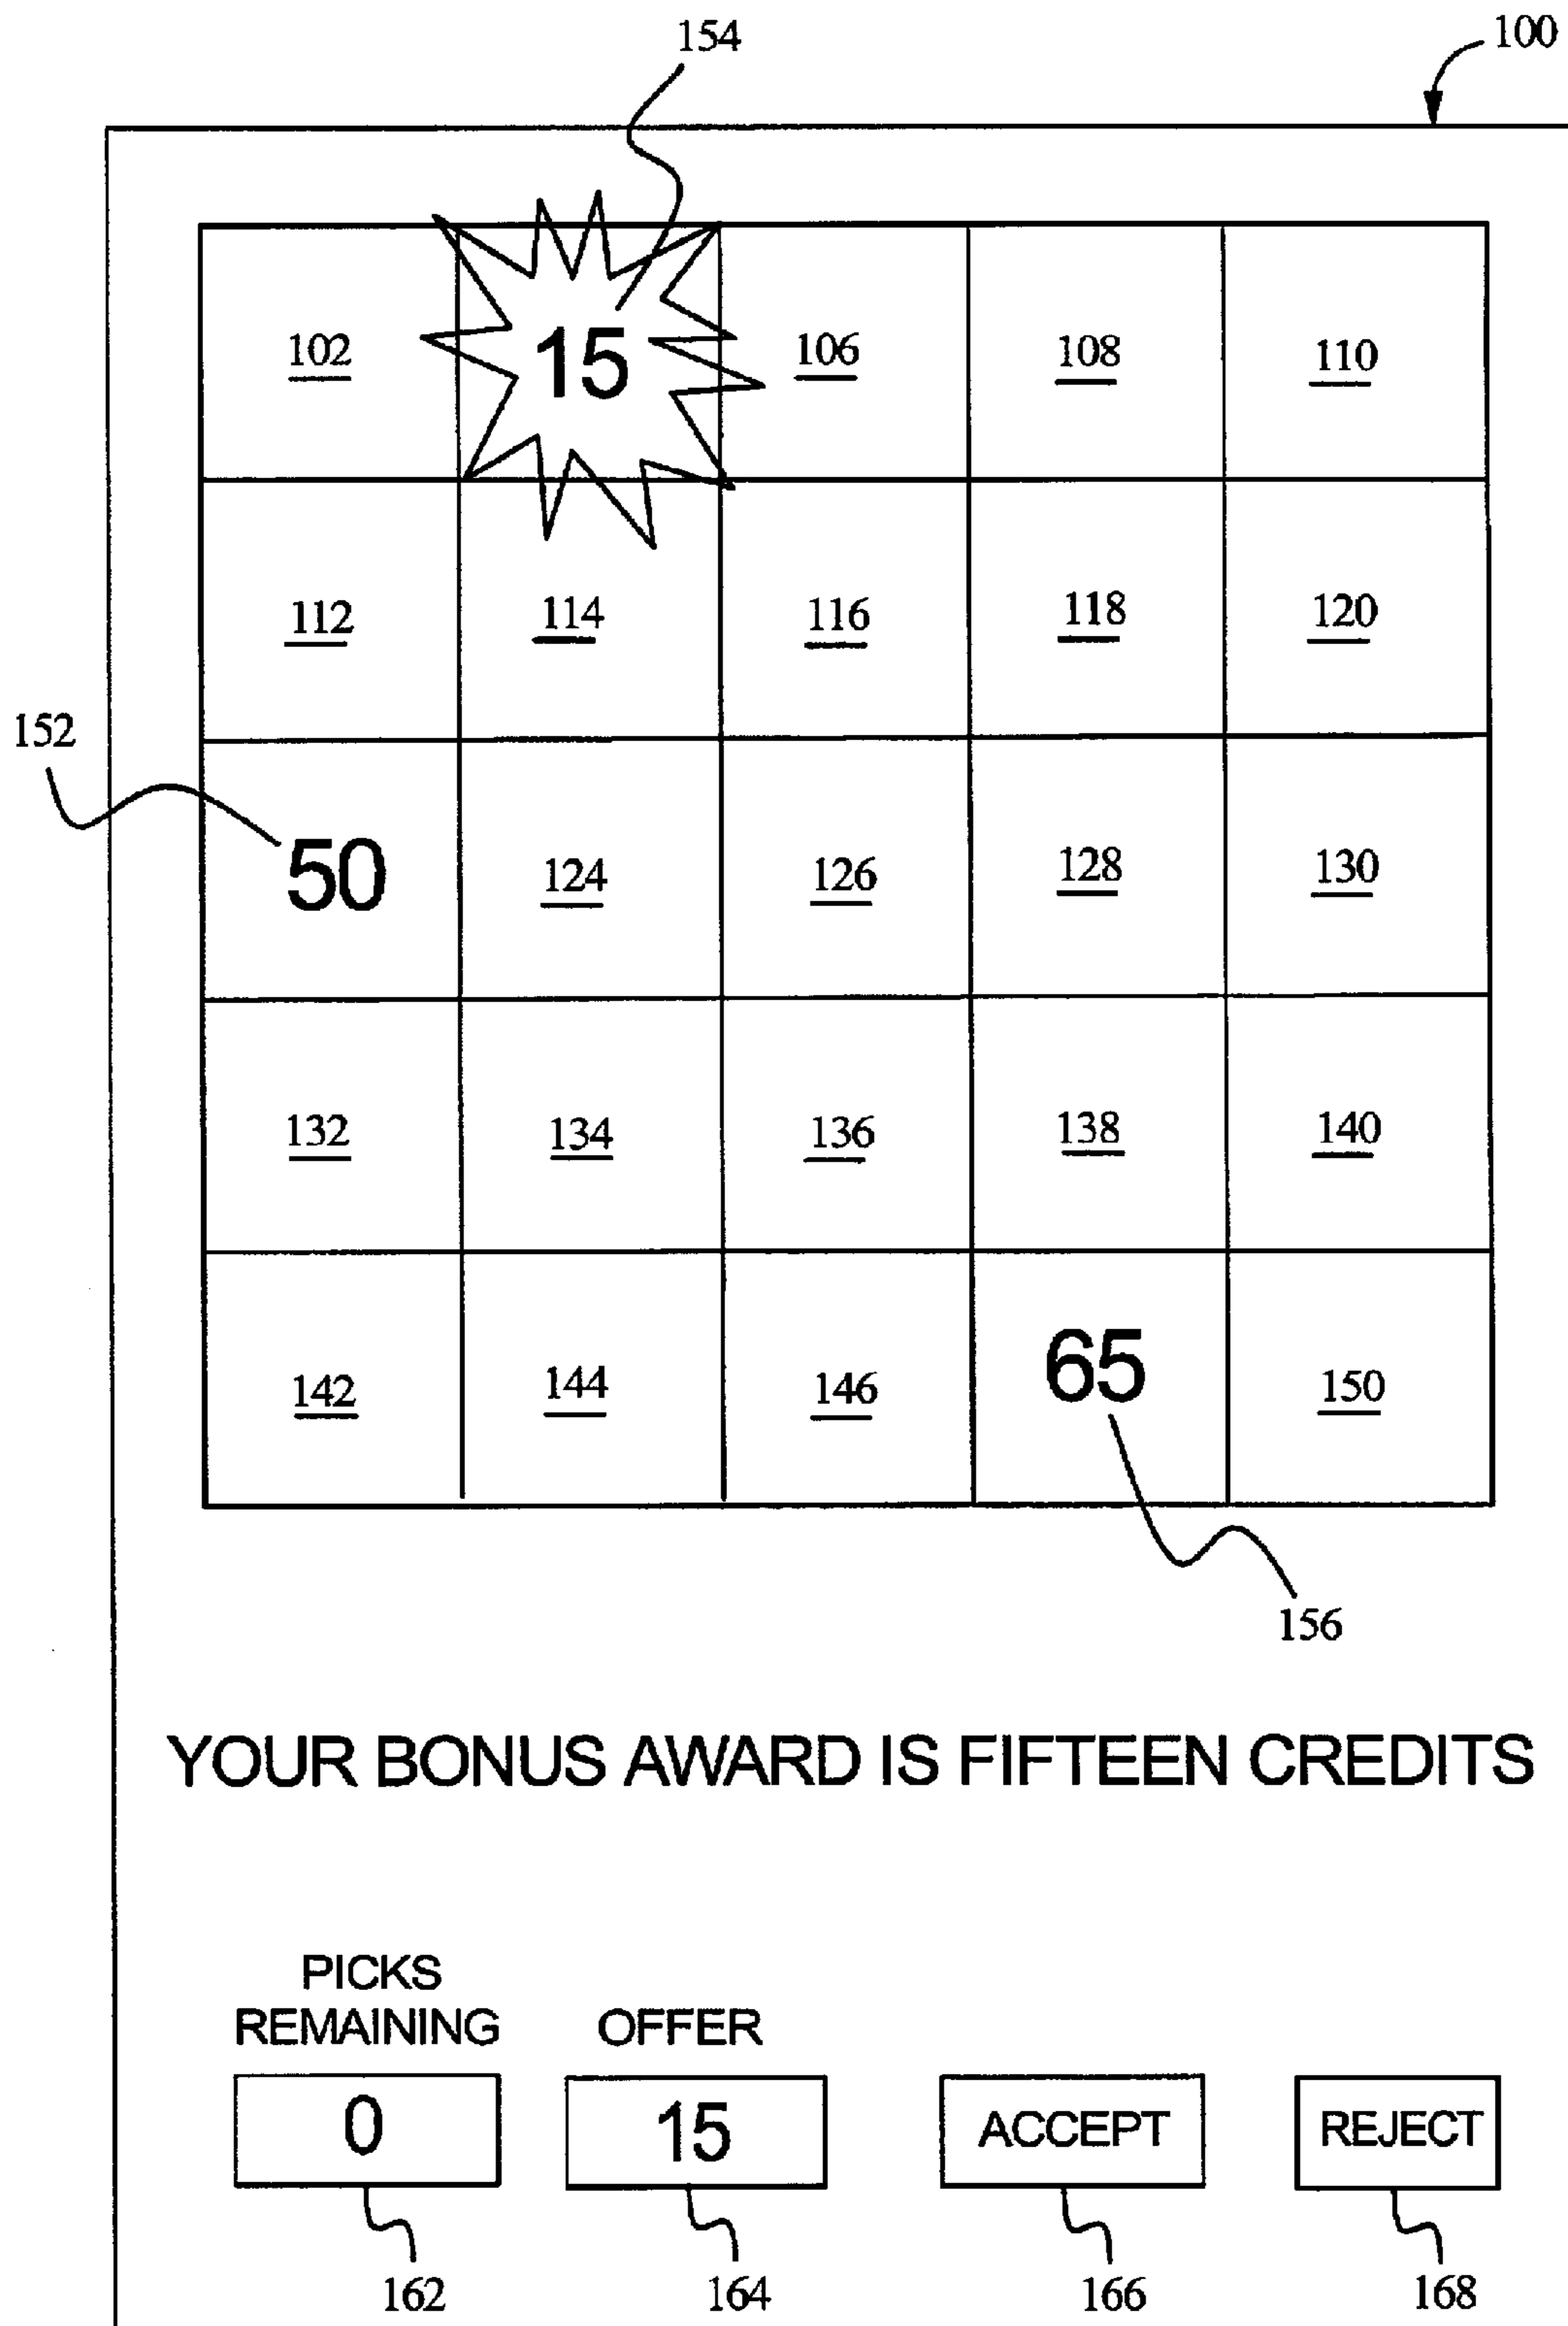 154
100
102 15 106 108 110
112 114 116 118 120
152
50 124 126 128 130
132 134 136 138 140
142 144 146 65 150
156
YOUR BONUS AWARD IS FIFTEEN CREDITS
PICKS
REMAINING OFFER
0 15 ACCEPT REJECT
162 164 166 168